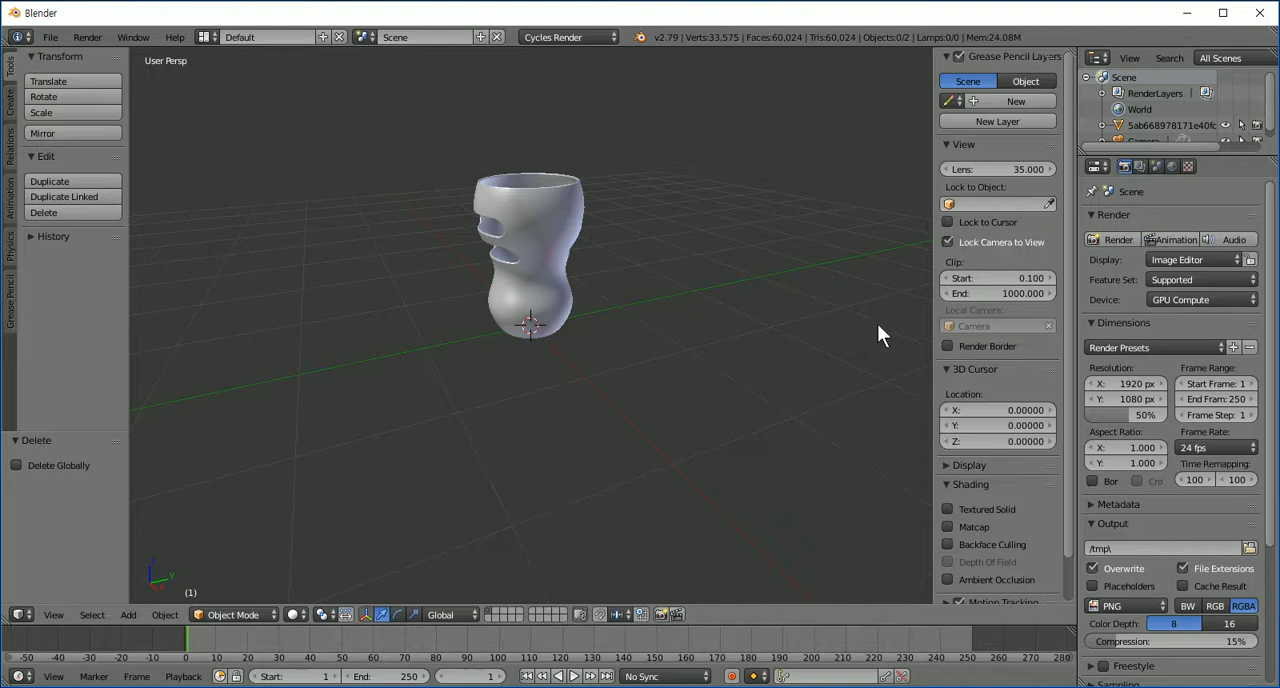 Blender
File Render Window Help Default Scene Cycles Render v2.79 | Verts:33,575 | Faces:60,024 | Tris:60,024 | Objects:0/2 | Lamps:0/0 | Mem:24.08M
Tools
Create
Relations
Animation
Physics
Grease Pencil
Transform
Translate
Rotate
Scale
Mirror
Edit
Duplicate
Duplicate Linked
Delete
History
Delete
Delete Globally
User Persp
(1)
z
y
Grease Pencil Layers
Scene Object
New
New Layer
View
Lens: 35.000
Lock to Object:
Lock to Cursor
Lock Camera to View
Clip:
Start: 0.100
End: 1000.000
Local Camera:
Camera
Render Border
3D Cursor
Location:
X: 0.00000
Y: 0.00000
Z: 0.00000
Display
Shading
Textured Solid
Matcap
Backface Culling
Depth Of Field
Ambient Occlusion
Motion Tracking
View Search All Scenes
Scene
RenderLayers
World
5ab668978171e40fc
Camera
Scene
Render
Render Animation Audio
Display: Image Editor
Feature Set: Supported
Device: GPU Compute
Dimensions
Render Presets
Resolution: Frame Range:
X: 1920 px Start Frame: 1
Y: 1080 px End Fram: 250
50% Frame Step: 1
Aspect Ratio: Frame Rate:
X: 1.000 24 fps
Y: 1.000 Time Remapping:
Bor Cro 100 100
Metadata
Output
/tmp\
Overwrite File Extensions
Placeholders Cache Result
PNG BW RGB RGBA
Color Depth: 8 16
Compression: 15%
Freestyle
Sampling
View Select Add Object Object Mode Global
-50 -40 -30 -20 -10 0 10 20 30 40 50 60 70 80 90 100 110 120 130 140 150 160 170 180 190 200 210 220 230 240 250 260 270 280
View Marker Frame Playback Start: 1 End: 250 1 No Sync